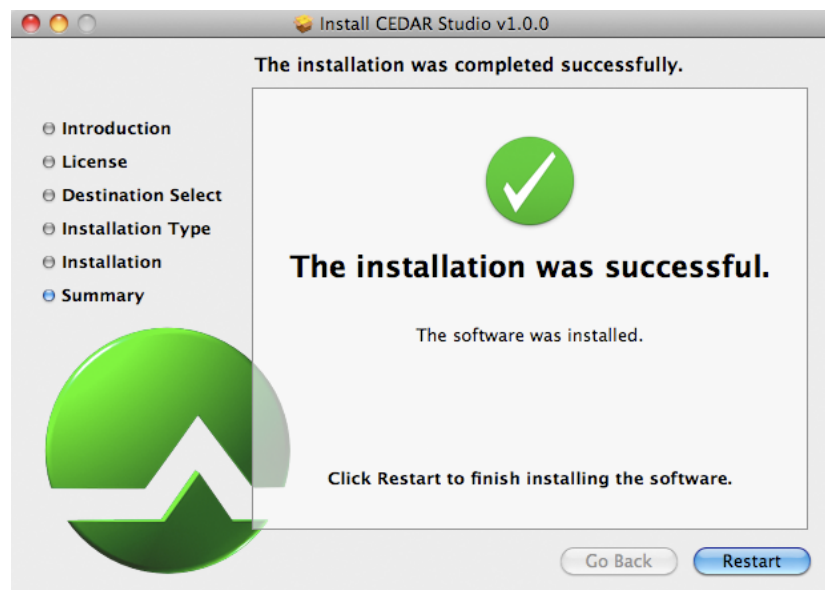 Install CEDAR Studio v1.0.0
The installation was completed successfully.
Introduction
License
Destination Select
Installation Type
Installation
Summary
The installation was successful.
The software was installed.
Click Restart to finish installing the software.
Go Back
Restart